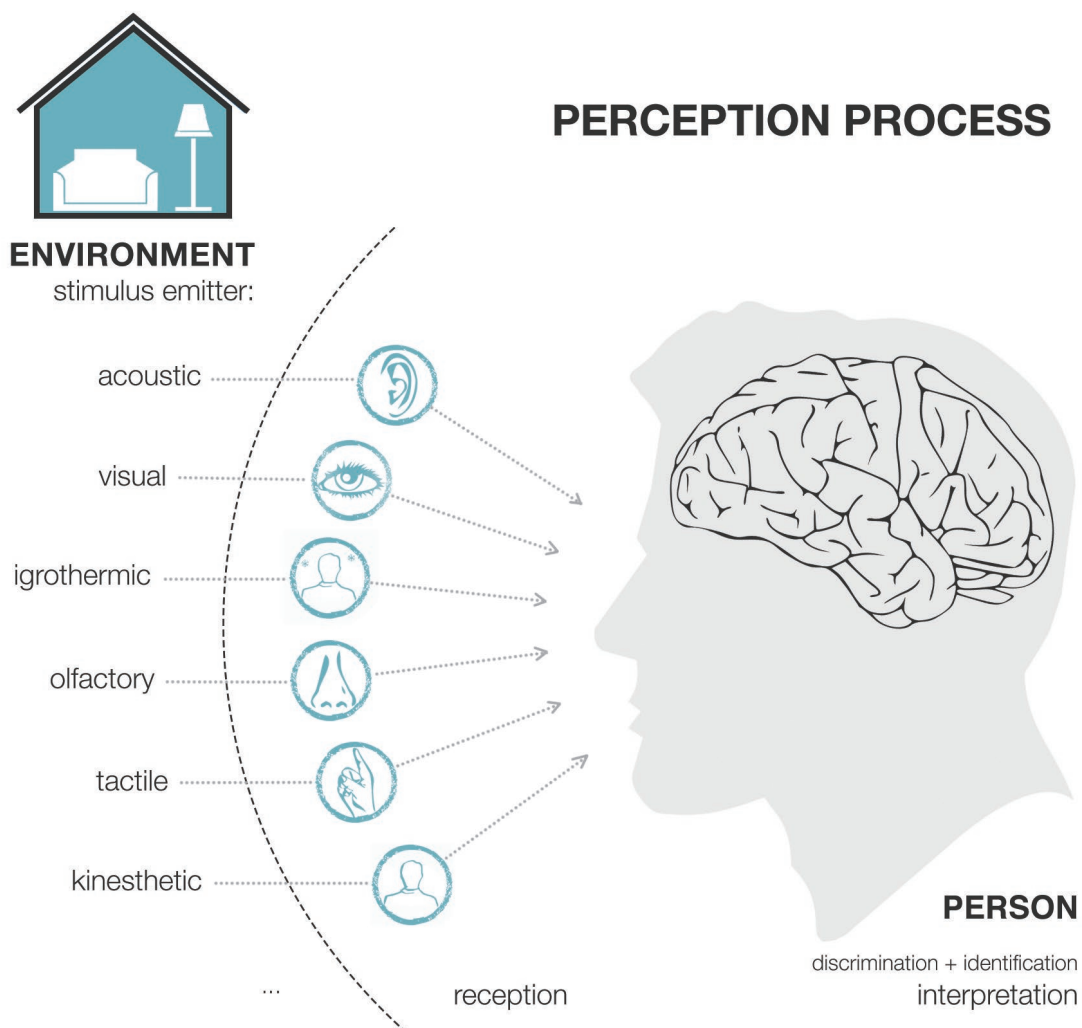 PERCEPTION PROCESS
ENVIRONMENT
stimulus emitter:
acoustic
visual
igrothermic
olfactory
tactile
kinesthetic
...
reception
PERSON
discrimination + identification
interpretation